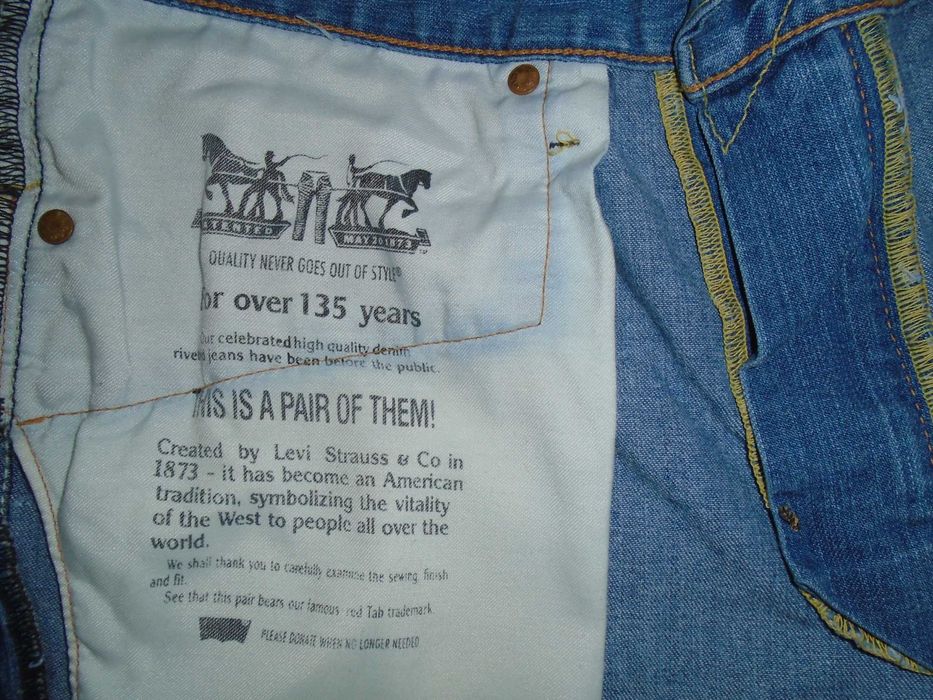 TENTED
MAY 20 1873
QUALITY NEVER GOES OUT OF STYLE®
or over 135 years
ur celebrated high quality denim
rivet jeans have been before the public.
THIS IS A PAIR OF THEM!
Created by Levi Strauss & Co in
1873 - it has become an American
tradition, symbolizing the vitality
of the West to people all over the
world.
We shall thank you to carefully examine the sewing finish
and fit.
See that this pair bears our famous red Tab trademark.
PLEASE DONATE WHEN NO LONGER NEEDED